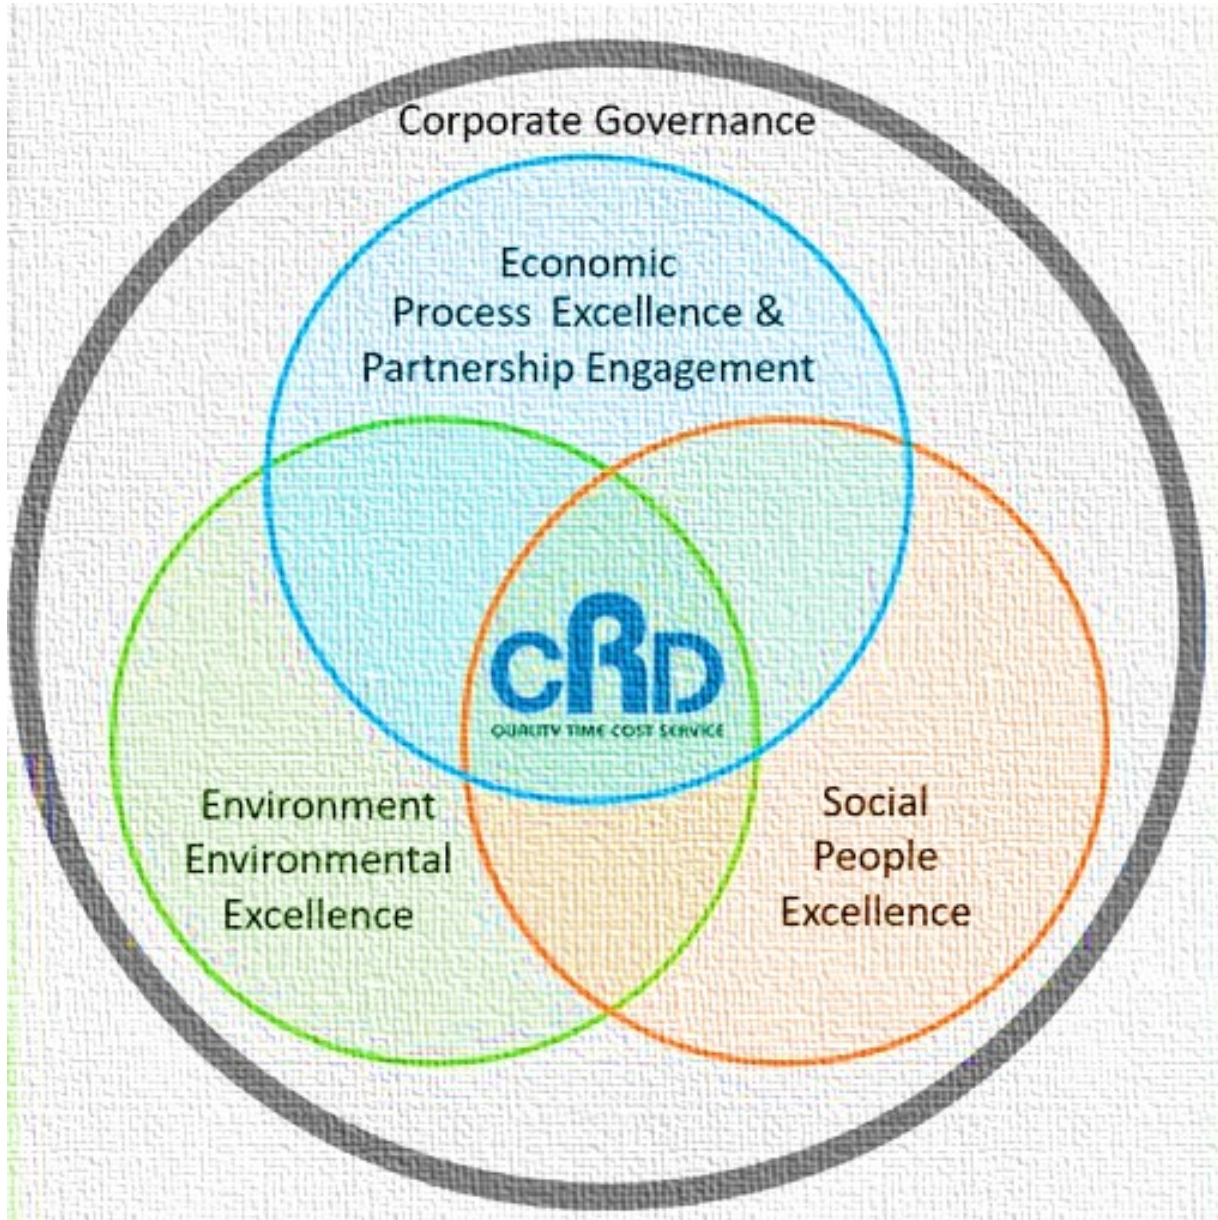 Corporate Governance
Economic
Process Excellence &
Partnership Engagement
CRD
QUALITY TIME COST SERVICE
Environment
Environmental
Excellence
Social
People
Excellence